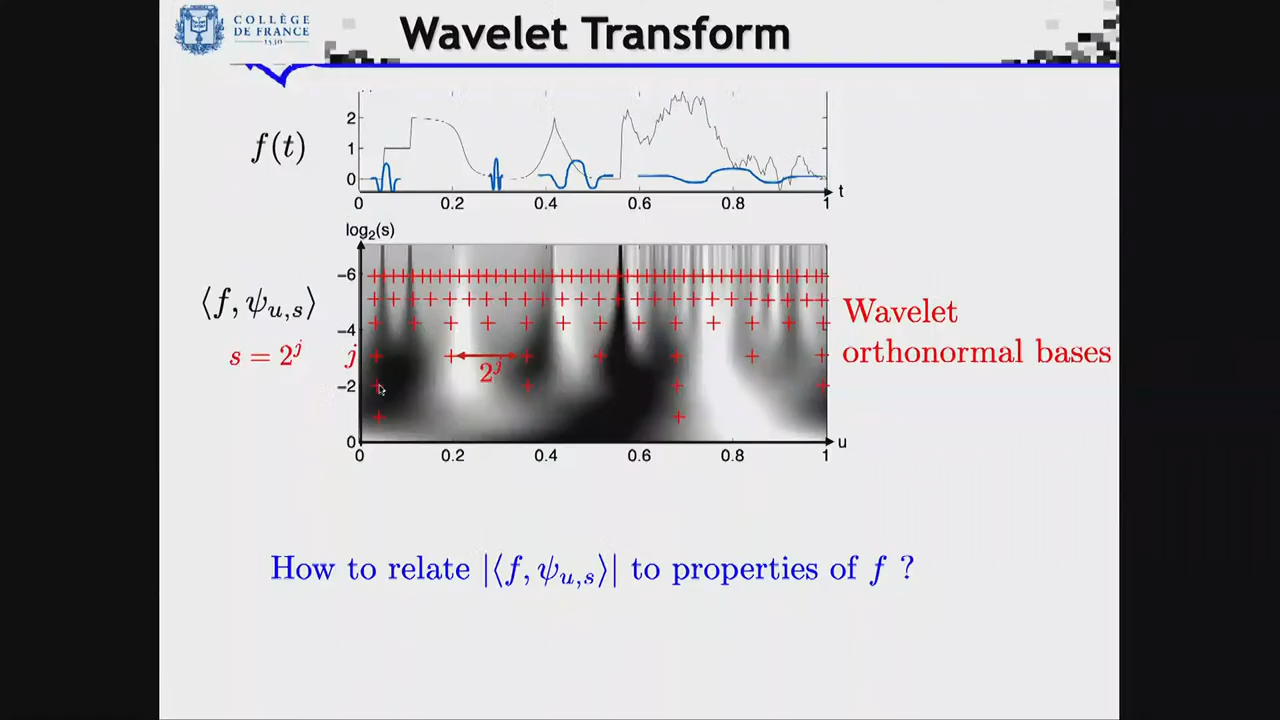 COLLÈGE
DE FRANCE
1530
Wavelet Transform
f(t)
2
1
0
0 0.2 0.4 0.6 0.8 1
t
log₂(s)
−6
−4
−2
0
0 0.2 0.4 0.6 0.8 1
u
⟨f, ψ_{u,s}⟩
s = 2^j
j
2^j
Wavelet
orthonormal bases
How to relate |⟨f, ψ_{u,s}⟩| to properties of f ?